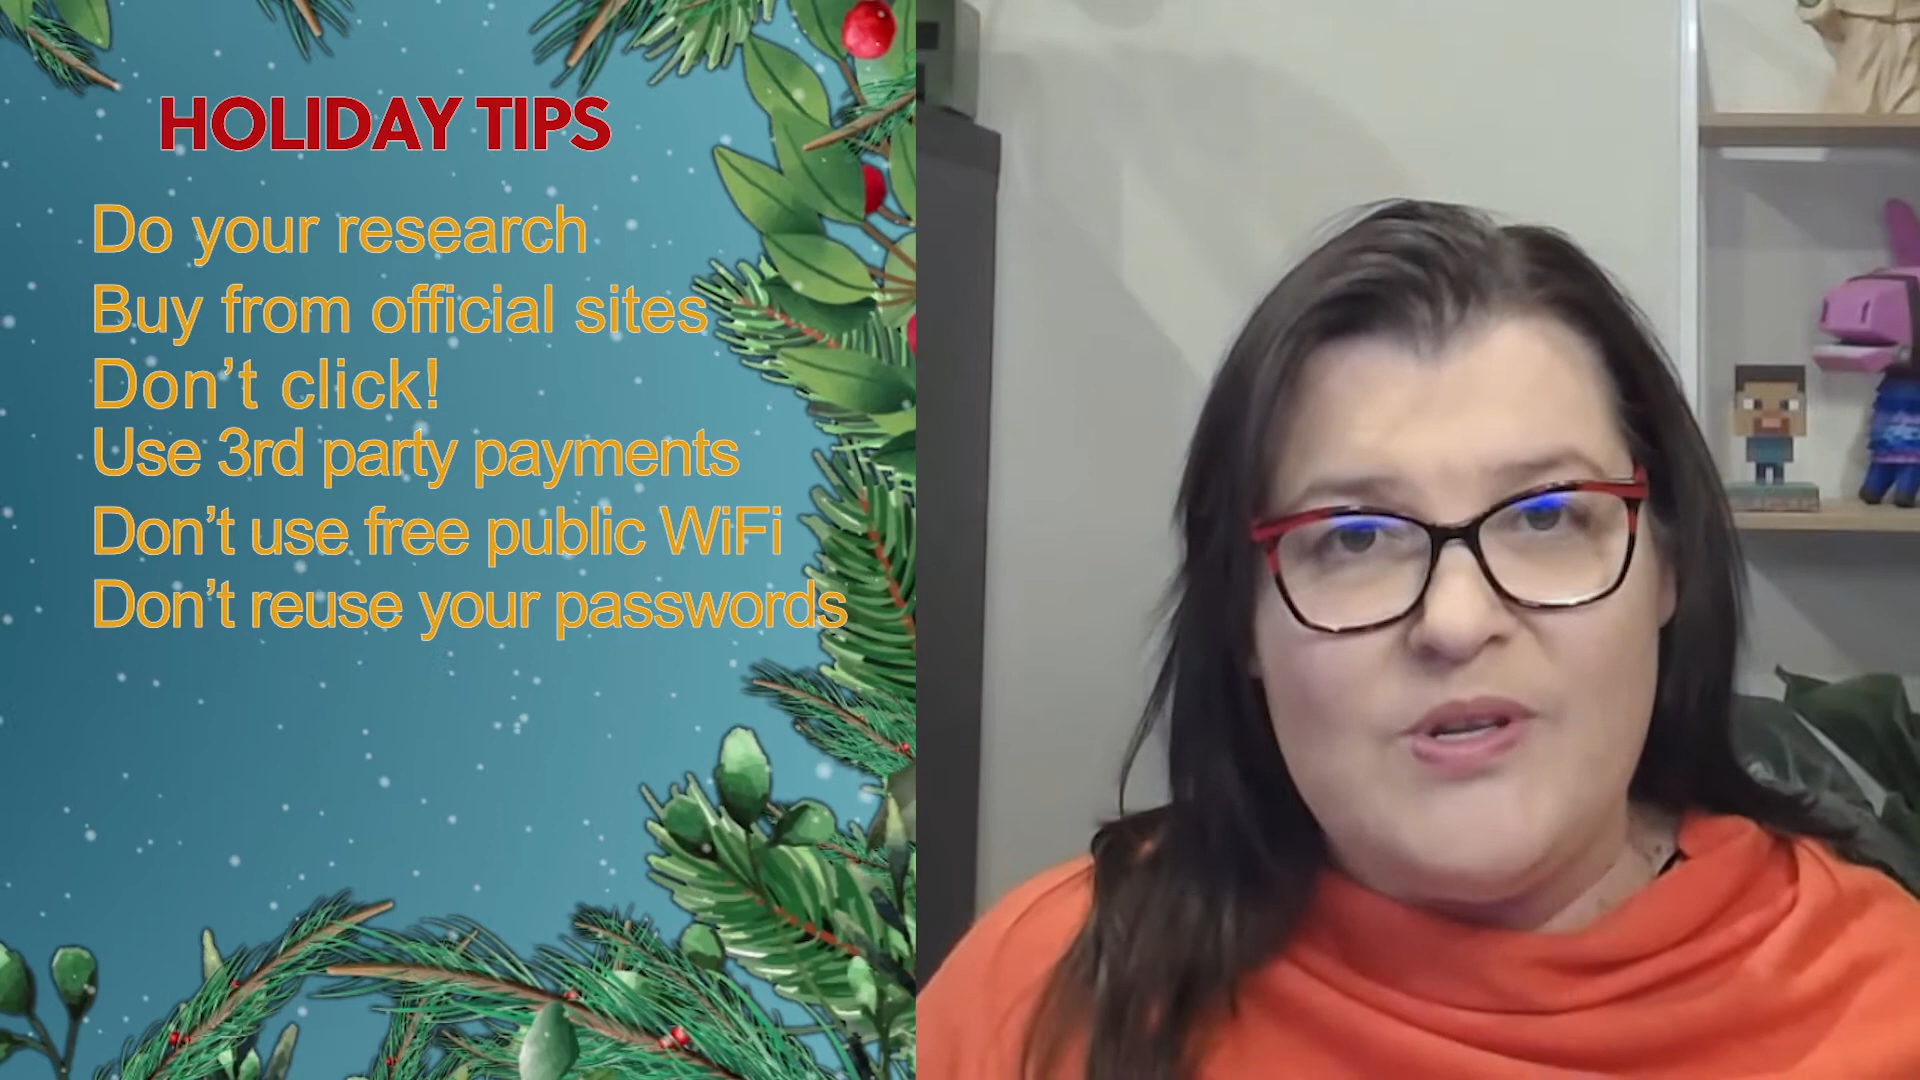 HOLIDAY TIPS
Do your research
Buy from official sites
Don’t click!
Use 3rd party payments
Don’t use free public WiFi
Don’t reuse your passwords